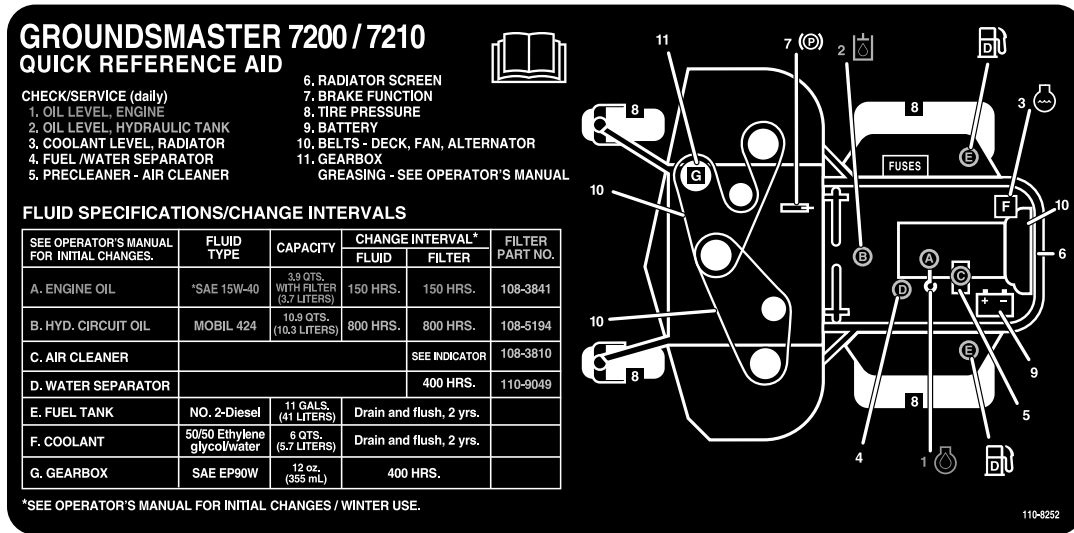 GROUNDSMASTER 7200 / 7210
QUICK REFERENCE AID
CHECK/SERVICE (daily)
1. OIL LEVEL, ENGINE
2. OIL LEVEL, HYDRAULIC TANK
3. COOLANT LEVEL, RADIATOR
4. FUEL /WATER SEPARATOR
5. PRECLEANER - AIR CLEANER
6. RADIATOR SCREEN
7. BRAKE FUNCTION
8. TIRE PRESSURE
9. BATTERY
10. BELTS - DECK, FAN, ALTERNATOR
11. GEARBOX
GREASING - SEE OPERATOR'S MANUAL
FLUID SPECIFICATIONS/CHANGE INTERVALS
SEE OPERATOR'S MANUAL
FOR INITIAL CHANGES.
FLUID
TYPE
CAPACITY
CHANGE INTERVAL*
FLUID
FILTER
FILTER
PART NO.
A. ENGINE OIL
*SAE 15W-40
3.9 QTS.
WITH FILTER
(3.7 LITERS)
150 HRS.
150 HRS.
108-3841
B. HYD. CIRCUIT OIL
MOBIL 424
10.9 QTS.
(10.3 LITERS)
800 HRS.
800 HRS.
108-5194
C. AIR CLEANER
SEE INDICATOR
108-3810
D. WATER SEPARATOR
400 HRS.
110-9049
E. FUEL TANK
NO. 2-Diesel
11 GALS.
(41 LITERS)
Drain and flush, 2 yrs.
F. COOLANT
50/50 Ethylene
glycol/water
6 QTS.
(5.7 LITERS)
Drain and flush, 2 yrs.
G. GEARBOX
SAE EP90W
12 oz.
(355 mL)
400 HRS.
*SEE OPERATOR'S MANUAL FOR INITIAL CHANGES / WINTER USE.
11
7 (P)
2
D
8
8
3
E
G
FUSES
10
F
10
B
A
6
C
D
+ -
10
E
8
9
8
5
4
1
D
110-8252